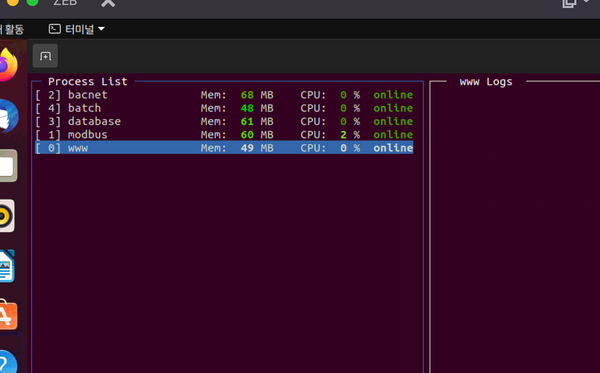 ZEB
활동
터미널
Process List
www Logs
[ 2] bacnet Mem: 68 MB CPU: 0 % online
[ 4] batch Mem: 48 MB CPU: 0 % online
[ 3] database Mem: 61 MB CPU: 0 % online
[ 1] modbus Mem: 60 MB CPU: 2 % online
[ 0] www Mem: 49 MB CPU: 0 % online